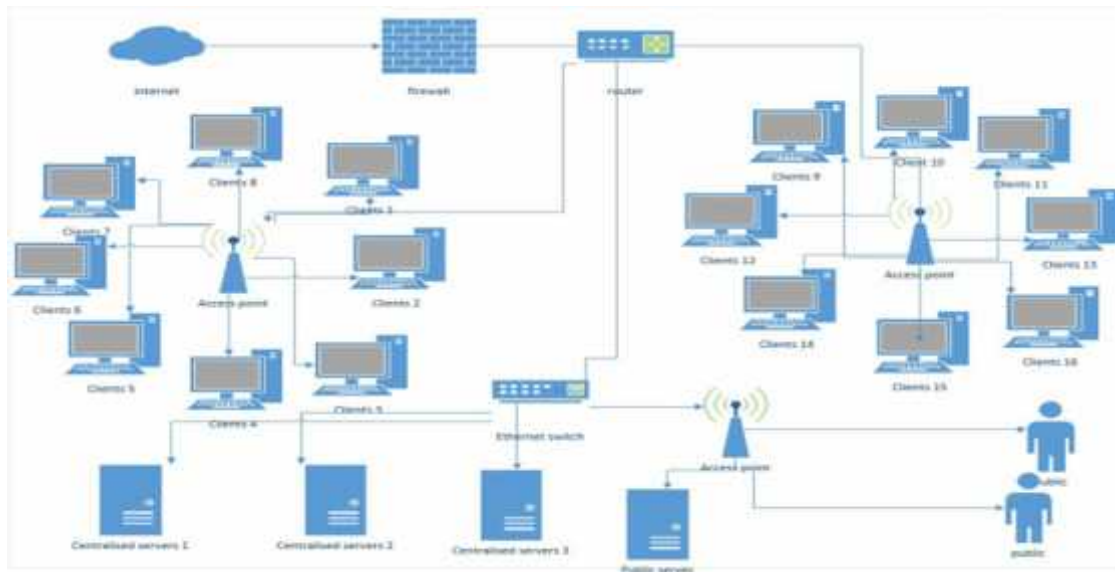 internet
firewall
router
Clients 8
Clients 1
Clients 7
Clients 2
Clients 6
Access point
Clients 5
Clients 3
Clients 4
Clients 9
Client 10
Clients 11
Clients 12
Access point
Clients 13
Clients 14
Clients 15
Clients 16
Ethernet switch
Access point
public
public
Centralised servers 1
Centralised servers 2
Centralised servers 3
Public server